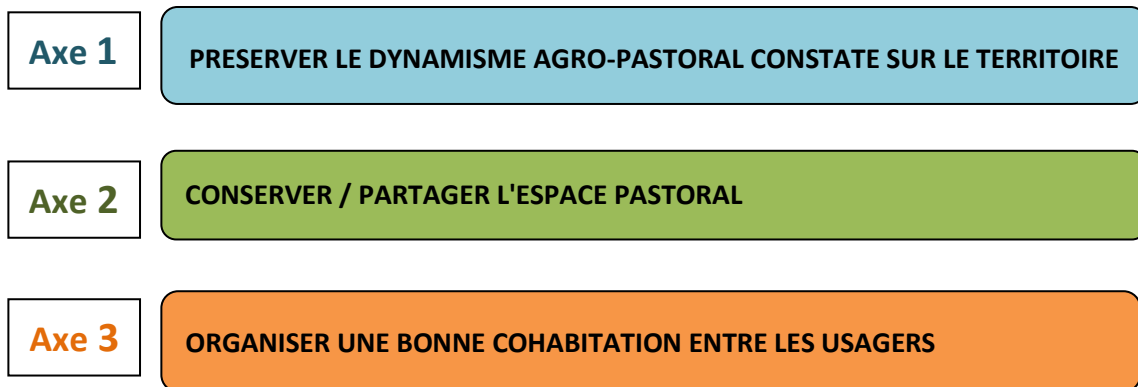 Axe 1
PRESERVER LE DYNAMISME AGRO-PASTORAL CONSTATE SUR LE TERRITOIRE
Axe 2
CONSERVER / PARTAGER L'ESPACE PASTORAL
Axe 3
ORGANISER UNE BONNE COHABITATION ENTRE LES USAGERS